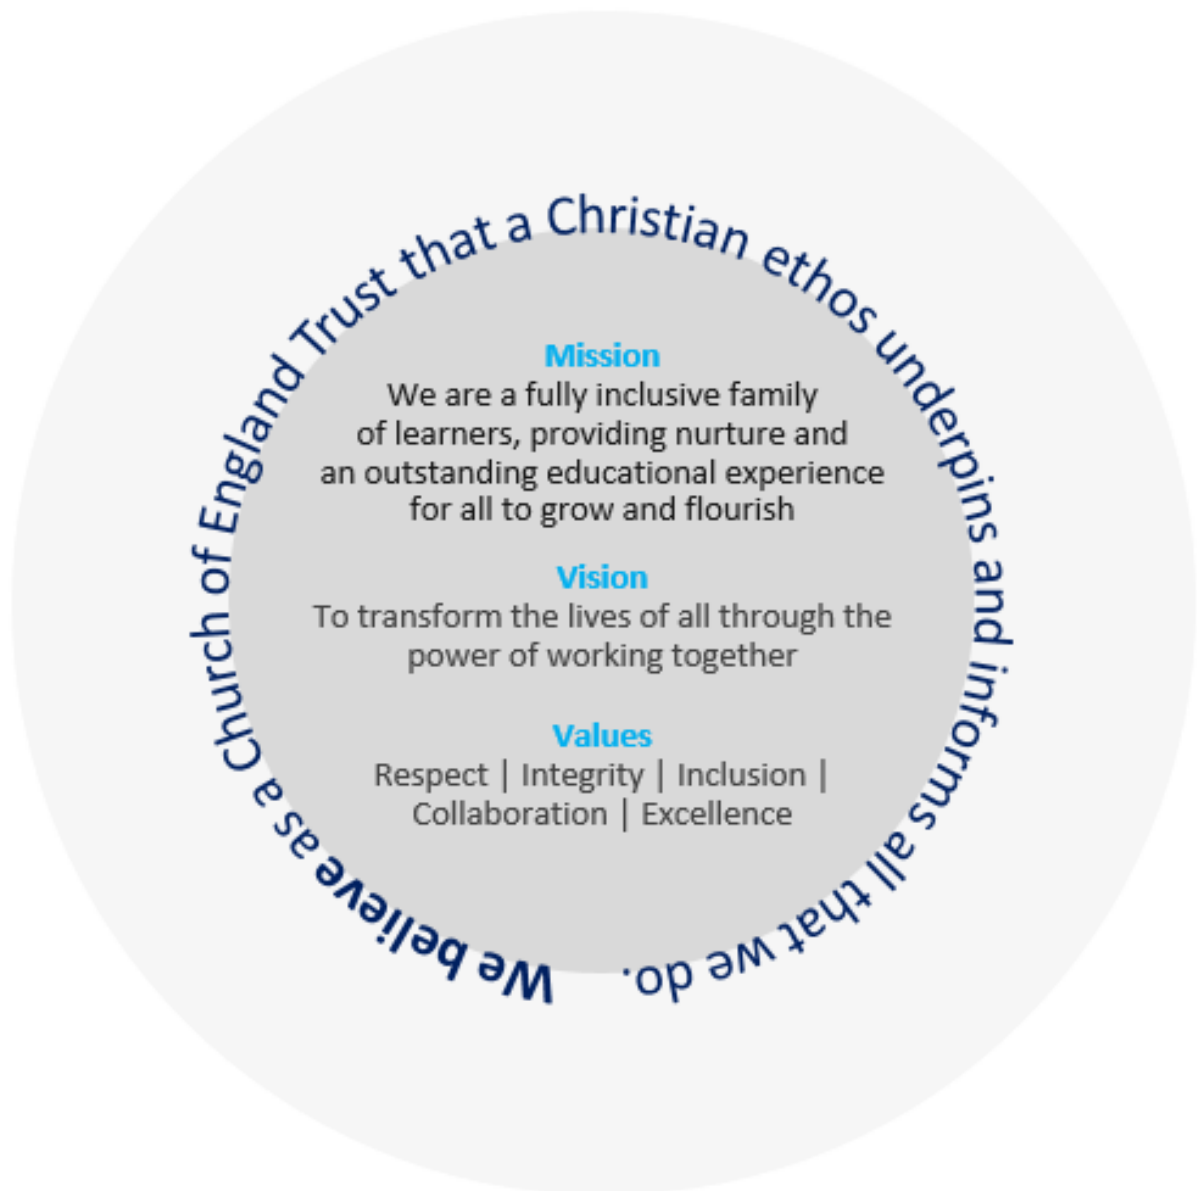 We believe as a Church of England Trust that a Christian ethos underpins and informs all that we do.
Mission
We are a fully inclusive family
of learners, providing nurture and
an outstanding educational experience
for all to grow and flourish
Vision
To transform the lives of all through the
power of working together
Values
Respect | Integrity | Inclusion |
Collaboration | Excellence